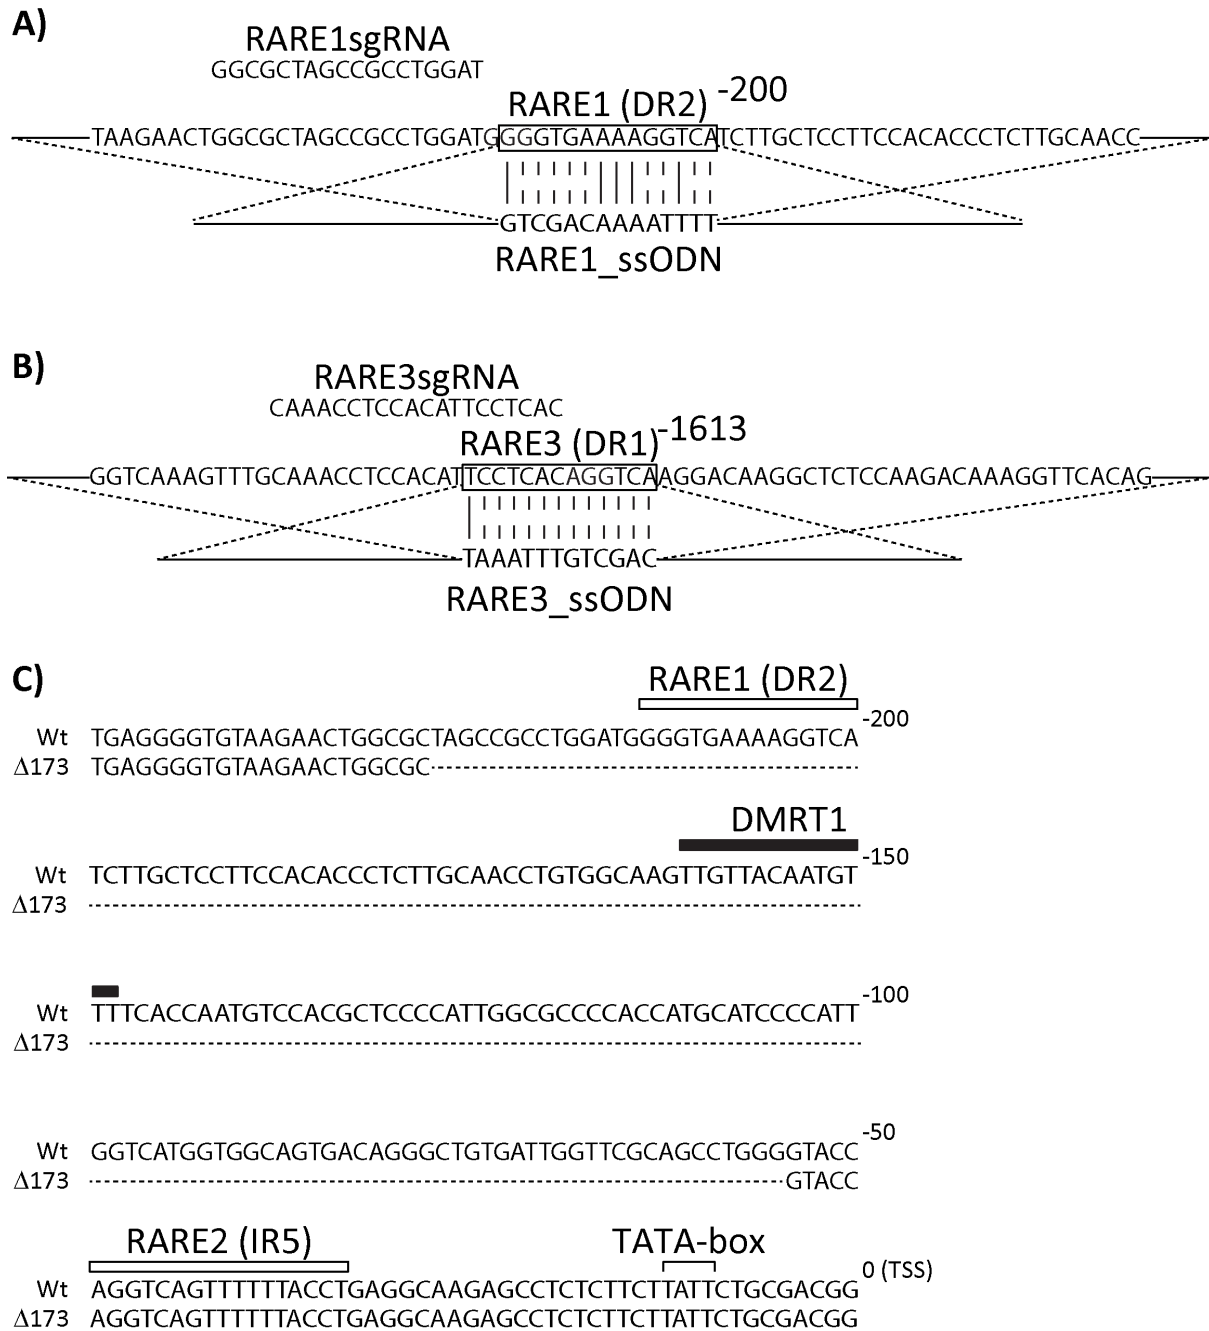 A)
RARE1sgRNA
GGCGCTAGCCGCCTGGAT
RARE1 (DR2) -200
TAAGAACTGGCGCTAGCCGCCTGGATGGGGTGAAAAGGTCATCTTGCTCCTTCCACACCCTCTTGCAACC
GTCGACAAAATTTT
RARE1_ssODN
B)
RARE3sgRNA
CAAACCTCCACATTCCTCAC
RARE3 (DR1) -1613
GGTCAAAGTTTGCAAACCTCCACATTCCTCACAGGTCAAGGACAAGGCTCTCCAAGACAAAGGTTCACAG
TAAATTTGTCGAC
RARE3_ssODN
C)
RARE1 (DR2)
-200
Wt TGAGGGGTGTAAGAACTGGCGCTAGCCGCCTGGATGGGGTGAAAAGGTCA
Δ173 TGAGGGGTGTAAGAACTGGCGC
DMRT1
-150
Wt TCTTGCTCCTTCCACACCCTCTTGCAACCTGTGGCAAGTTGTTACAATGT
Δ173
-100
Wt TTTCACCAATGTCCACGCTCCCCATTGGCGCCCCACCATGCATCCCCATT
Δ173
-50
Wt GGTCATGGTGGCAGTGACAGGGCTGTGATTGGTTCGCAGCCTGGGGTACC
Δ173 GTACC
RARE2 (IR5) TATA-box
0 (TSS)
Wt AGGTCAGTTTTTTACCTGAGGCAAGAGCCTCTCTTCTTATTCTGCGACGG
Δ173 AGGTCAGTTTTTTACCTGAGGCAAGAGCCTCTCTTCTTATTCTGCGACGG